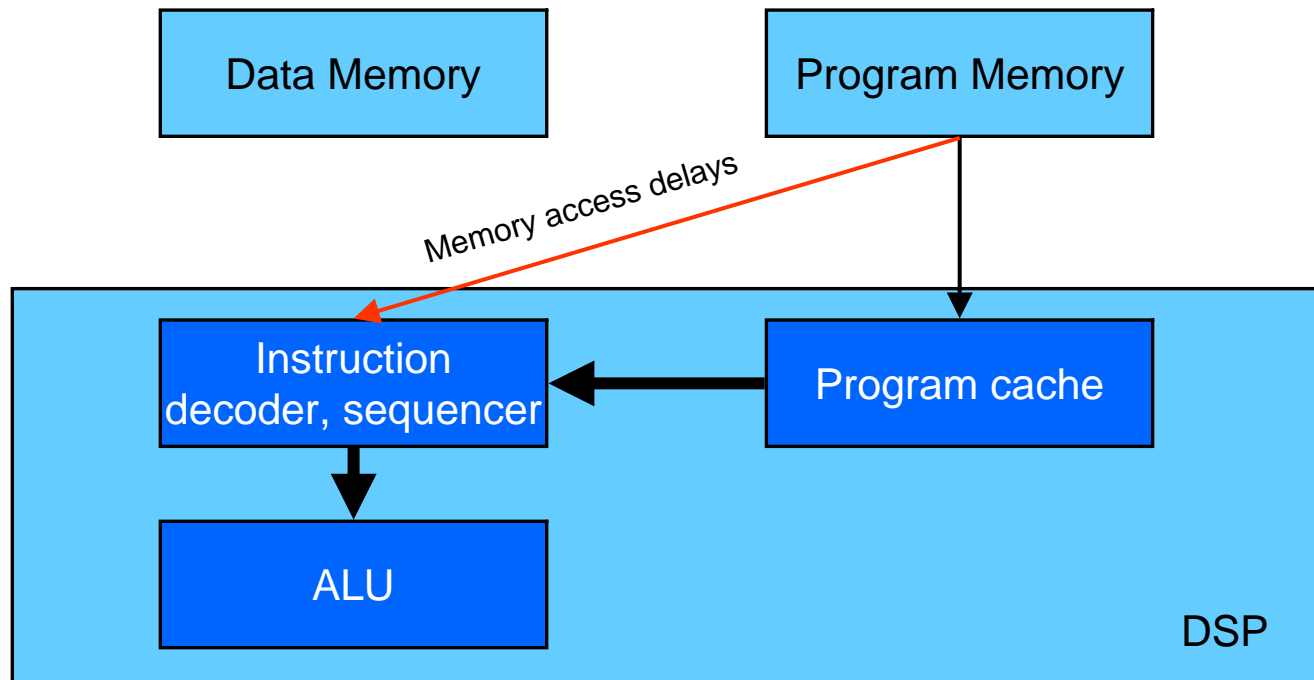 Data Memory
Program Memory
Memory access delays
Instruction
decoder, sequencer
Program cache
ALU
DSP